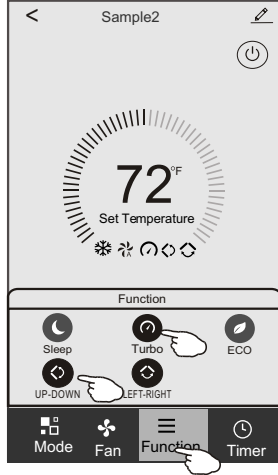 < Sample2
72°F
Set Temperature
A
Function
Sleep Turbo ECO
UP-DOWN LEFT-RIGHT
Mode Fan Function Timer